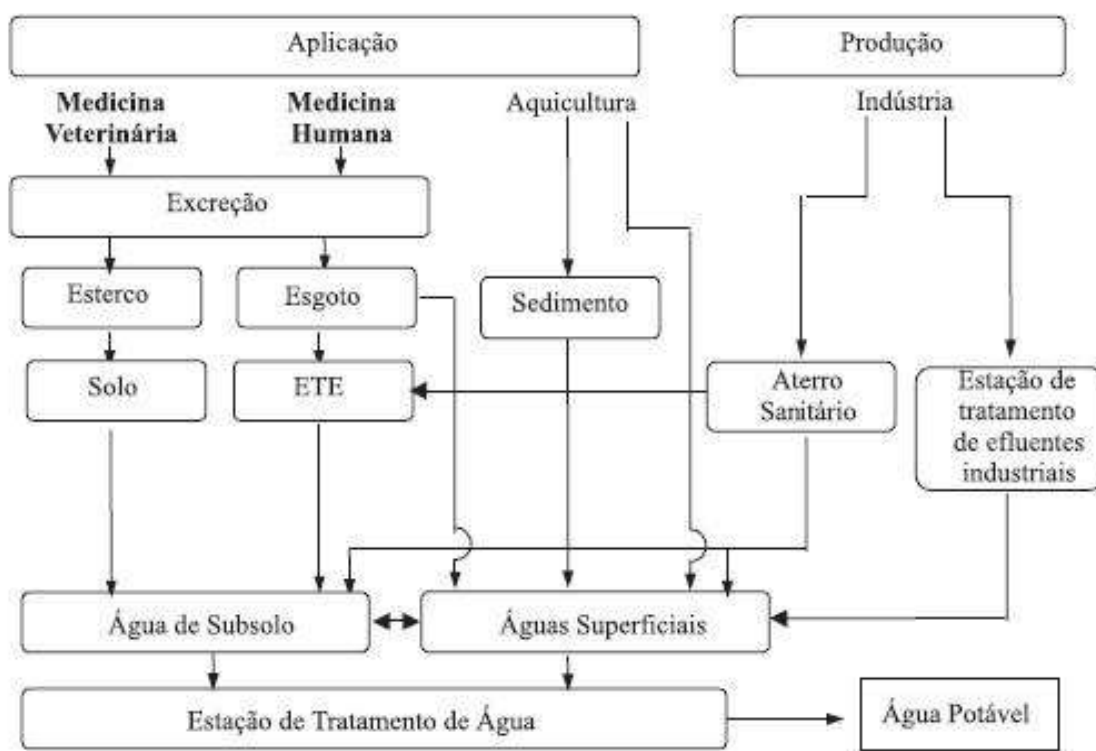 Aplicação
Produção
Medicina
Veterinária
Medicina
Humana
Aquicultura
Indústria
Excreção
Esterco
Esgoto
Sedimento
Solo
ETE
Aterro
Sanitário
Estação de
tratamento
de efluentes
industriais
Água de Subsolo
Águas Superficiais
Estação de Tratamento de Água
Água Potável